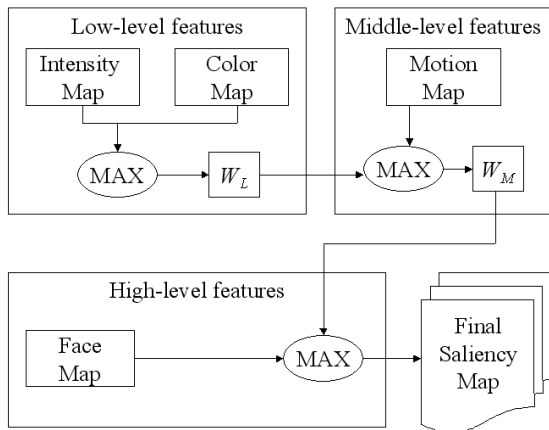 Low-level features
Intensity
Map
Color
Map
MAX
W_L
Middle-level features
Motion
Map
MAX
W_M
High-level features
Face
Map
MAX
Final
Saliency
Map